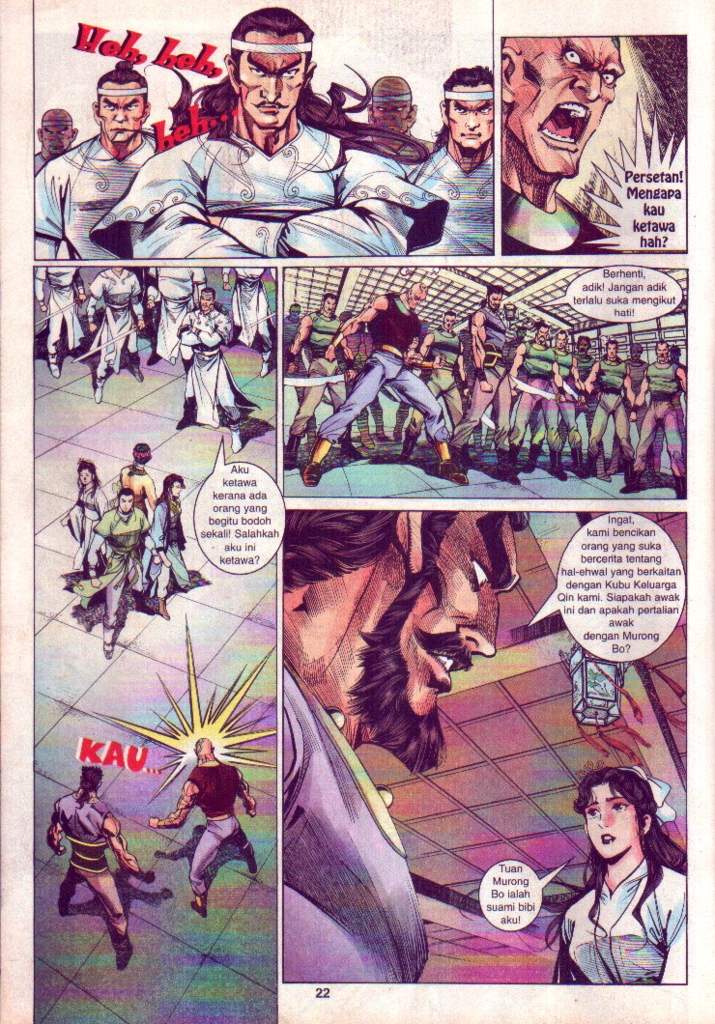 Heh, heh,
heh...
Persetan!
Mengapa
kau
ketawa
hah?
Aku
ketawa
kerana ada
orang yang
begitu bodoh
sekali! Salahkah
aku ini
ketawa?
KAU...
Berhenti,
adik! Jangan adik
terlalu suka mengikut
hati!
Ingat,
kami bencikan
orang yang suka
bercerita tentang
hal-ehwal yang berkaitan
dengan Kubu Keluarga
Qin kami. Siapakah awak
ini dan apakah pertalian
awak
dengan Murong
Bo?
Tuan
Murong
Bo ialah
suami bibi
aku!
22